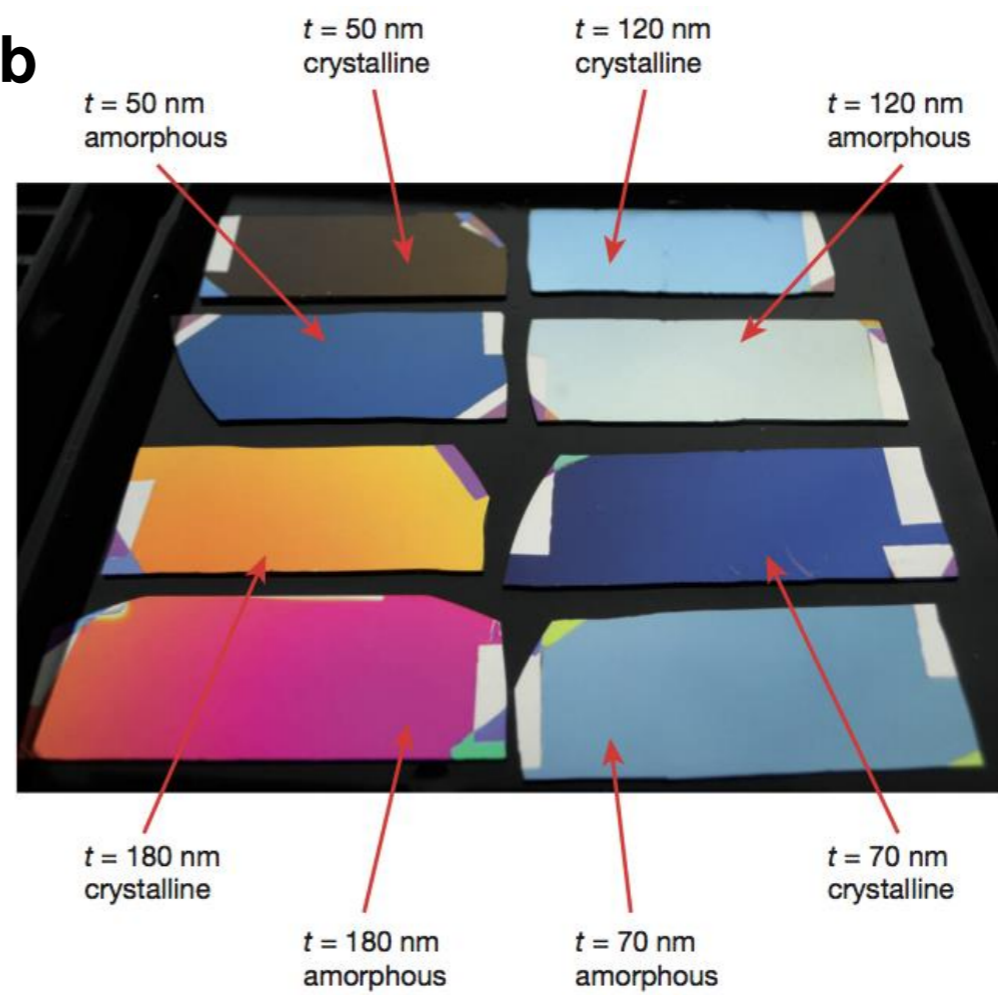 b
t = 50 nm
crystalline
t = 120 nm
crystalline
t = 50 nm
amorphous
t = 120 nm
amorphous
t = 180 nm
crystalline
t = 70 nm
crystalline
t = 180 nm
amorphous
t = 70 nm
amorphous